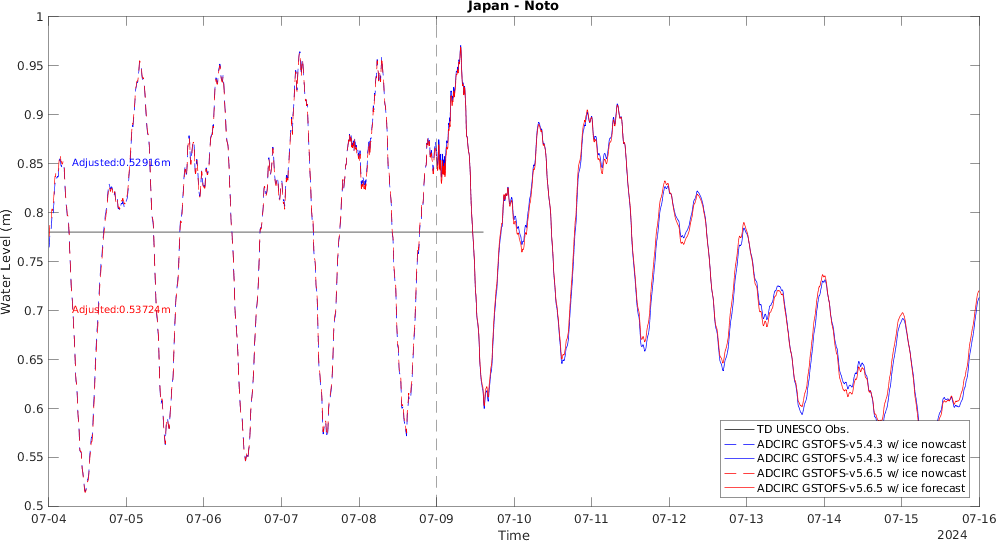 Japan - Noto
Water Level (m)
1
0.95
0.9
0.85
0.8
0.75
0.7
0.65
0.6
0.55
0.5
Adjusted:0.52916m
Adjusted:0.53724m
TD UNESCO Obs.
ADCIRC GSTOFS-v5.4.3 w/ ice nowcast
ADCIRC GSTOFS-v5.4.3 w/ ice forecast
ADCIRC GSTOFS-v5.6.5 w/ ice nowcast
ADCIRC GSTOFS-v5.6.5 w/ ice forecast
07-04 07-05 07-06 07-07 07-08 07-09 07-10 07-11 07-12 07-13 07-14 07-15 07-16
Time
2024